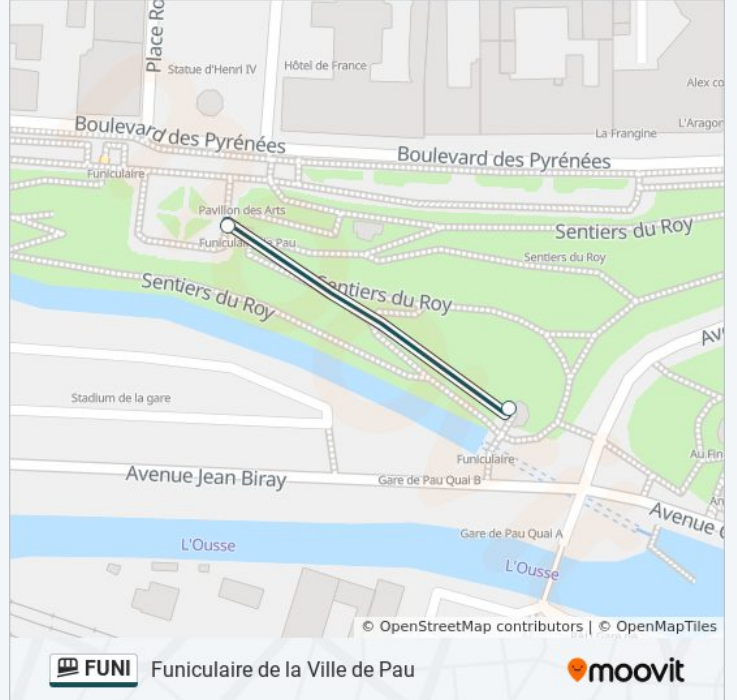 Place Ro
Statue d'Henri IV
Hôtel de France
Alex co
L'Aragon
La Frangine
Boulevard des Pyrénées
Boulevard des Pyrénées
Funiculaire
Pavillon des Arts
Funiculaire de Pau
Sentiers du Roy
Sentiers du Roy
Sentiers du Roy
Sentiers du Roy
Av
Stadium de la gare
Funiculaire
Au Fin
Avenue Jean Biray
Gare de Pau Quai B
An
Avenue
Gare de Pau Quai A
L'Ousse
L'Ousse
© OpenStreetMap contributors | © OpenMapTiles
FUNI Funiculaire de la Ville de Pau
moovit